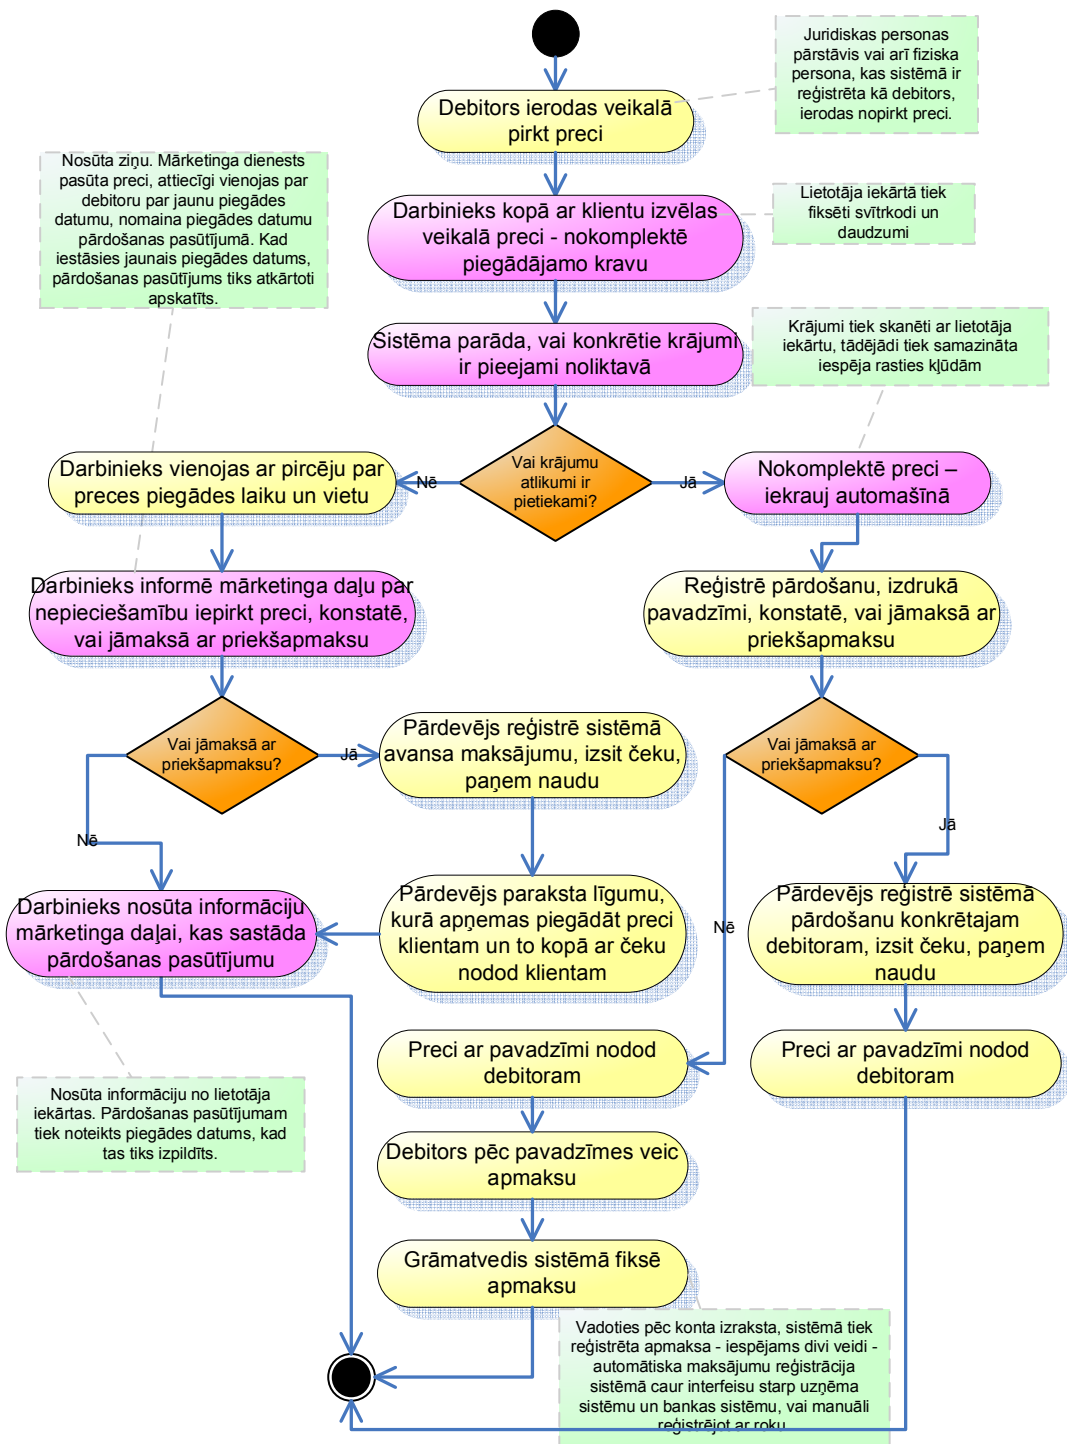 Juridiskas personas
pārstāvis vai arī fiziska
persona, kas sistēmā ir
reģistrēta kā debitors,
ierodas nopirkt preci.
Debitors ierodas veikalā
pirkt preci
Nosūta ziņu. Mārketinga dienests
pasūta preci, attiecīgi vienojas par
debitoru par jaunu piegādes
datumu, nomaina piegādes datumu
pārdošanas pasūtījumā. Kad
iestāsies jaunais piegādes datums,
pārdošanas pasūtījums tiks atkārtoti
apskatīts.
Darbinieks kopā ar klientu izvēlas
veikalā preci - nokomplektē
piegādājamo kravu
Lietotāja iekārtā tiek
fiksēti svītrkodi un
daudzumi
Sistēma parāda, vai konkrētie krājumi
ir pieejami noliktavā
Krājumi tiek skanēti ar lietotāja
iekārtu, tādējādi tiek samazināta
iespēja rasties kļūdām
Vai krājumu
atlikumi ir
pietiekami?
Nē
Jā
Darbinieks vienojas ar pircēju par
preces piegādes laiku un vietu
Nokomplektē preci –
iekrauj automašīnā
Darbinieks informē mārketinga daļu par
nepieciešamību iepirkt preci, konstatē,
vai jāmaksā ar priekšapmaksu
Reģistrē pārdošanu, izdrukā
pavadzīmi, konstatē, vai jāmaksā ar
priekšapmaksu
Vai jāmaksā ar
priekšapmaksu?
Jā
Nē
Pārdevējs reģistrē sistēmā
avansa maksājumu, izsit čeku,
paņem naudu
Vai jāmaksā ar
priekšapmaksu?
Jā
Nē
Darbinieks nosūta informāciju
mārketinga daļai, kas sastāda
pārdošanas pasūtījumu
Pārdevējs paraksta līgumu,
kurā apņemas piegādāt preci
klientam un to kopā ar čeku
nodod klientam
Pārdevējs reģistrē sistēmā
pārdošanu konkrētajam
debitoram, izsit čeku, paņem
naudu
Preci ar pavadzīmi nodod
debitoram
Preci ar pavadzīmi nodod
debitoram
Nosūta informāciju no lietotāja
iekārtas. Pārdošanas pasūtījumam
tiek noteikts piegādes datums, kad
tas tiks izpildīts.
Debitors pēc pavadzīmes veic
apmaksu
Grāmatvedis sistēmā fiksē
apmaksu
Vadoties pēc konta izraksta, sistēmā tiek
reģistrēta apmaksa - iespējams divi veidi -
automātiska maksājumu reģistrācija
sistēmā caur interfeisu starp uzņēma
sistēmu un bankas sistēmu, vai manuāli
reģistrējot ar roku